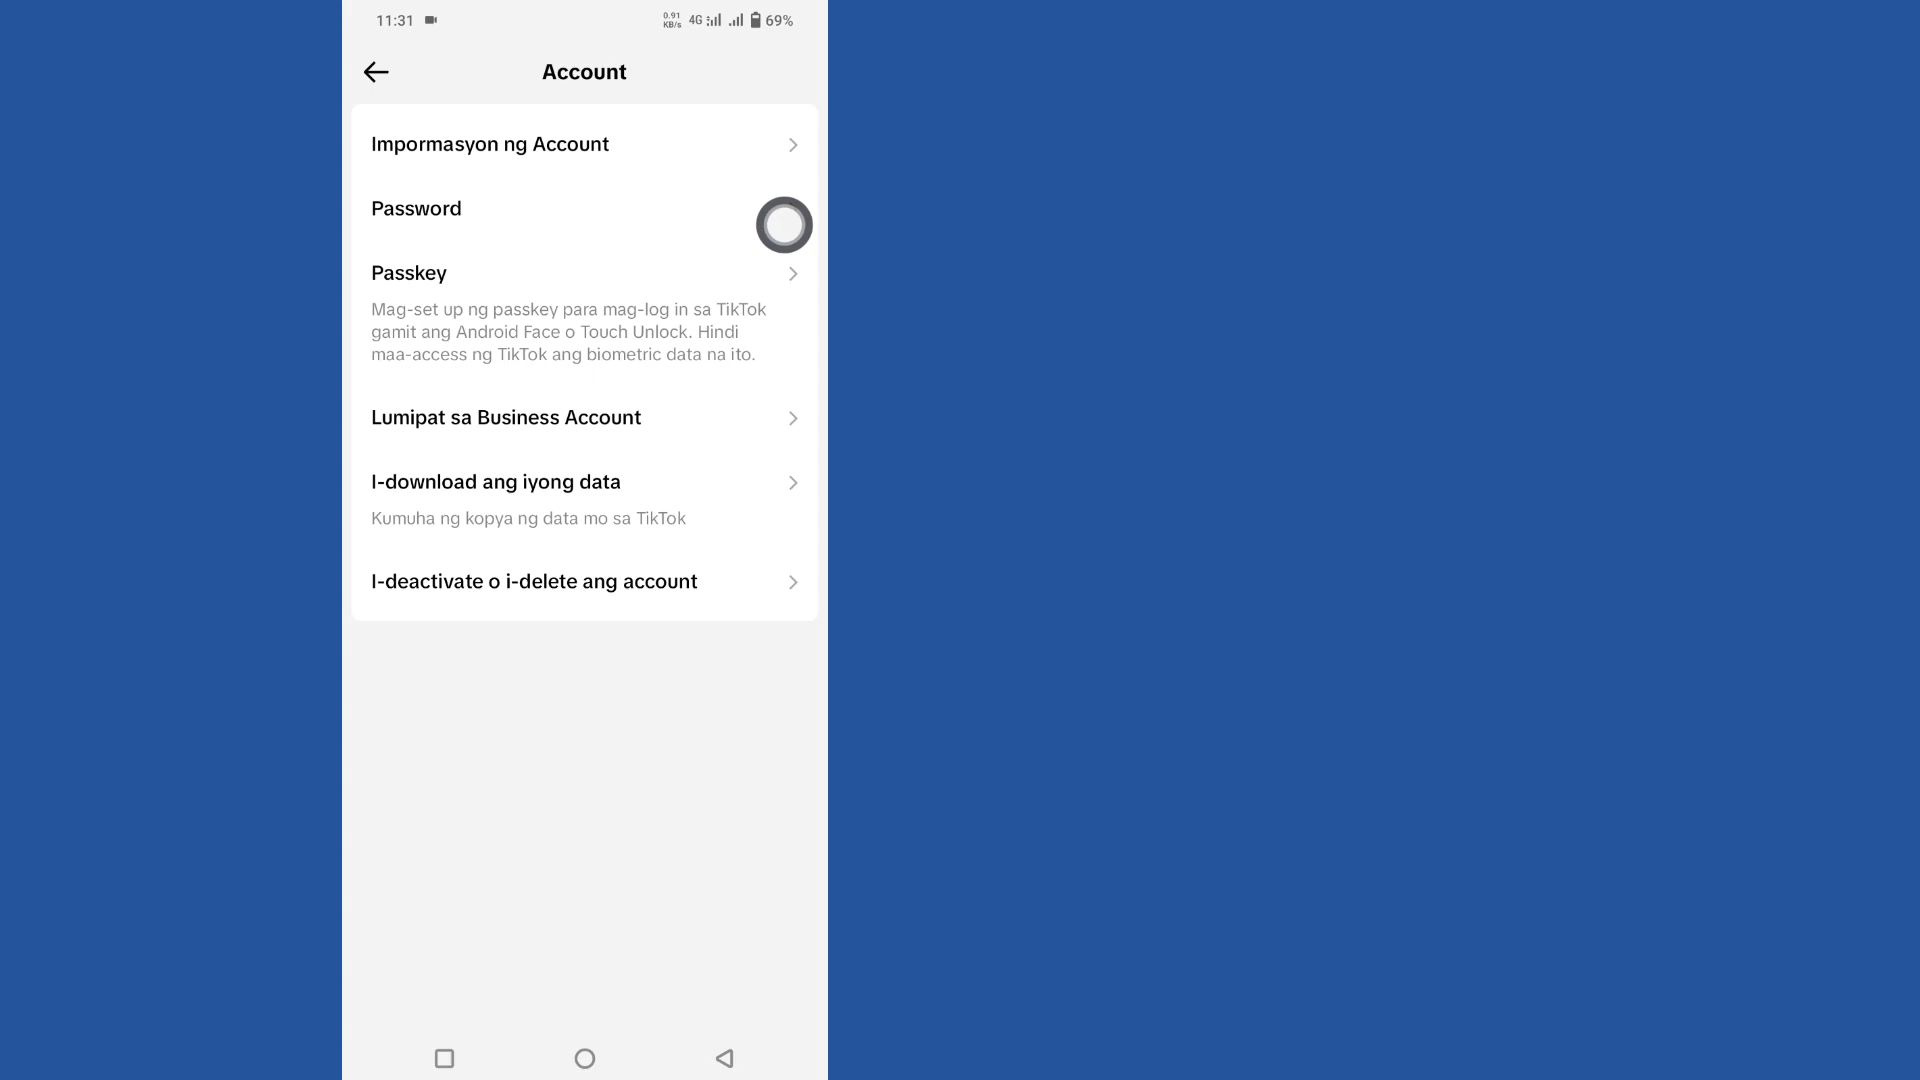 11:31
0.91
KB/s
4G
69%
Account
Impormasyon ng Account
Password
Passkey
Mag-set up ng passkey para mag-log in sa TikTok
gamit ang Android Face o Touch Unlock. Hindi
maa-access ng TikTok ang biometric data na ito.
Lumipat sa Business Account
I-download ang iyong data
Kumuha ng kopya ng data mo sa TikTok
I-deactivate o i-delete ang account